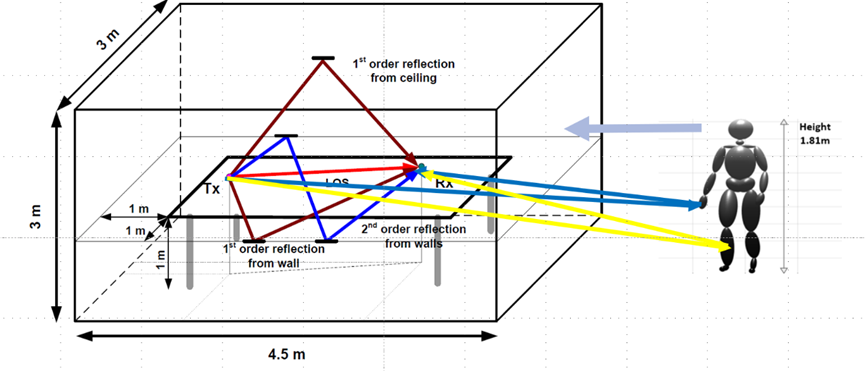 3 m
1st order reflection
from ceiling
Height
1.81m
Tx
LOS
Rx
1 m
1 m
3 m
1 m
2nd order reflection
from walls
1st order reflection
from wall
4.5 m